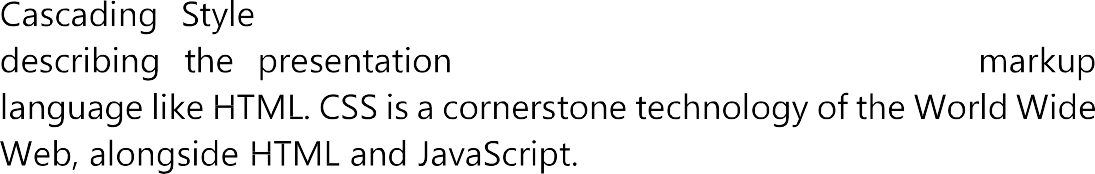 Cascading Style
describing the presentation markup
language like HTML. CSS is a cornerstone technology of the World Wide
Web, alongside HTML and JavaScript.